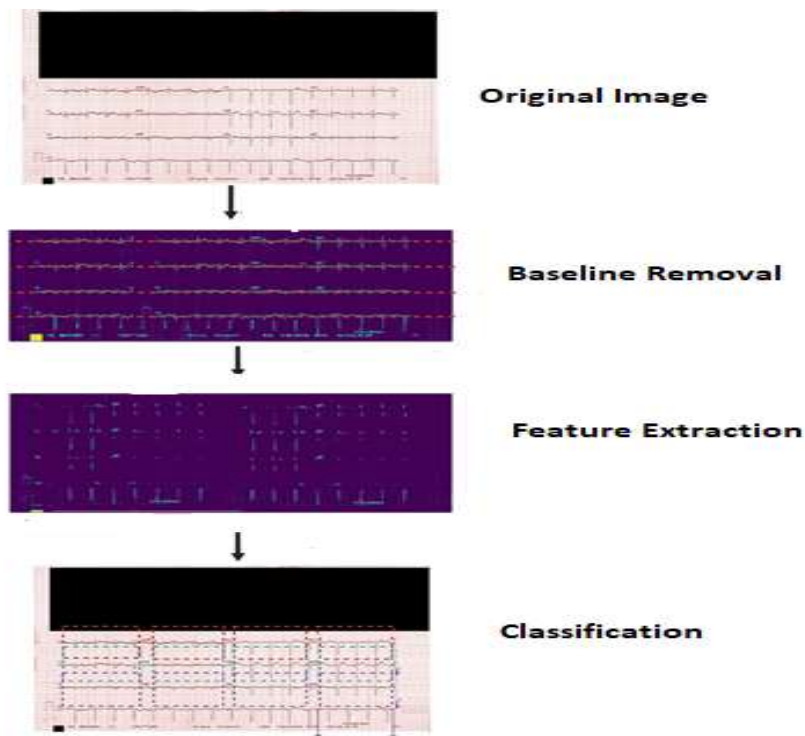 Original Image
Baseline Removal
Feature Extraction
Classification